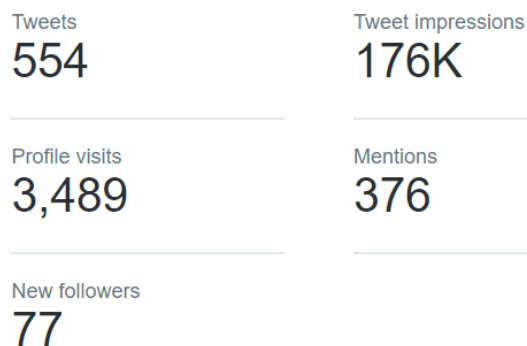 Tweets
554
Tweet impressions
176K
Profile visits
3,489
Mentions
376
New followers
77